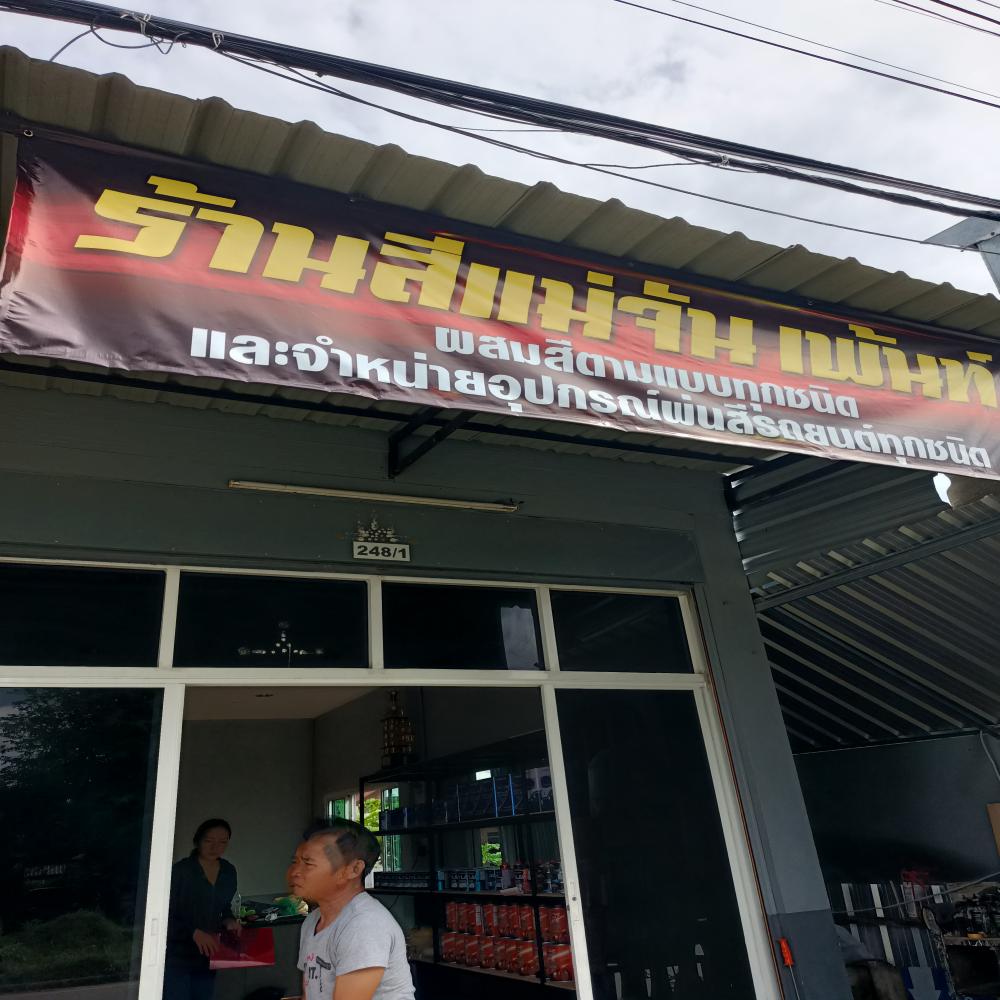 ร้านสีแม่จัน เพ้นท์
ผสมสีตามแบบทุกชนิด
และจำหน่ายอุปกรณ์พ่นสีรถยนต์ทุกชนิด
248/1